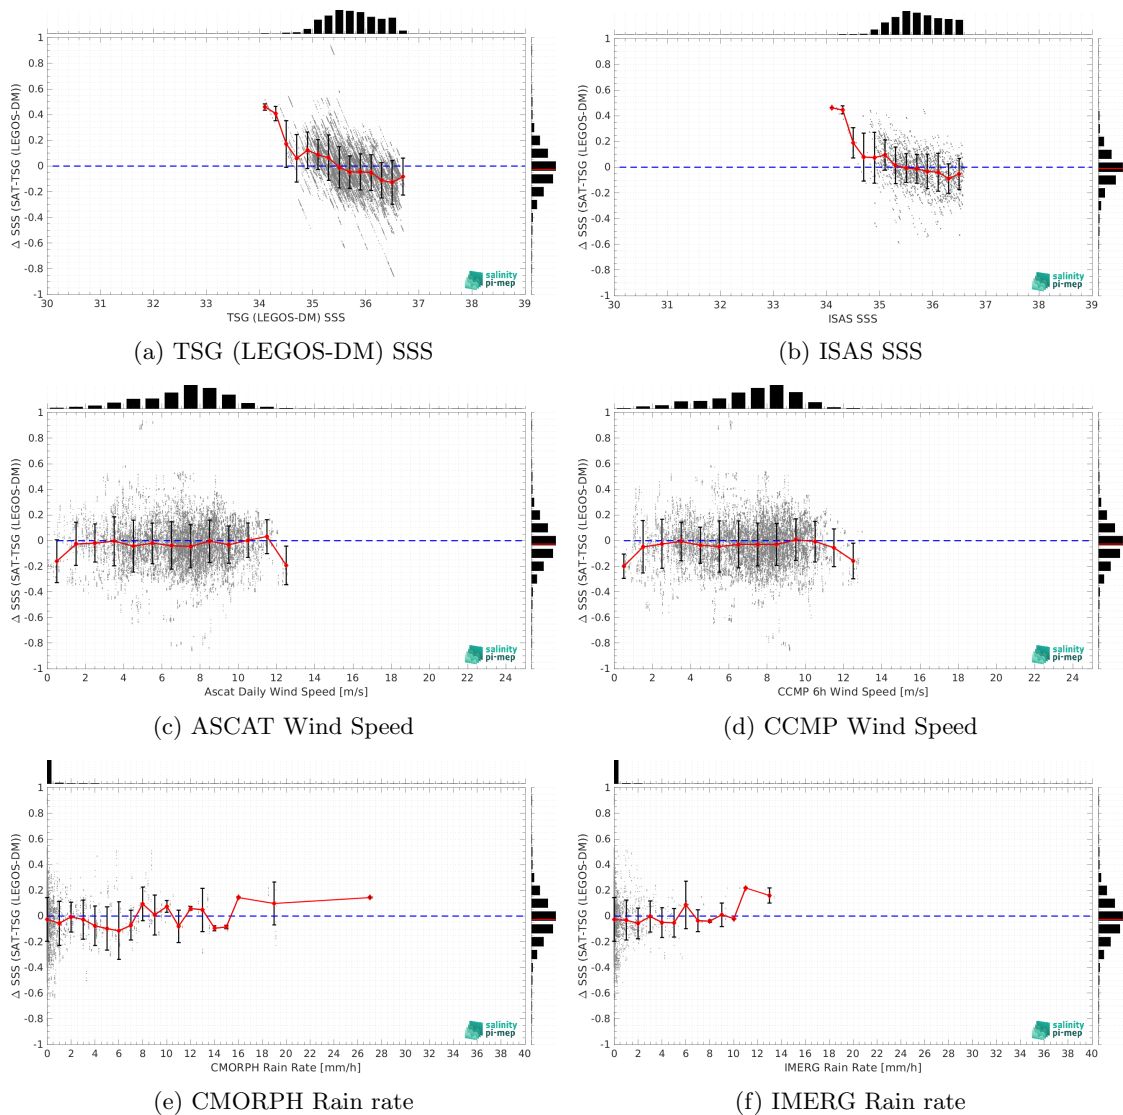 1
0.8
0.6
0.4
0.2
0
-0.2
-0.4
-0.6
-0.8
-1
Δ SSS (SAT-TSG (LEGOS-DM))
30 31 32 33 34 35 36 37 38 39
TSG (LEGOS-DM) SSS
salinity
pi-mep
(a) TSG (LEGOS-DM) SSS
1
0.8
0.6
0.4
0.2
0
-0.2
-0.4
-0.6
-0.8
-1
Δ SSS (SAT-TSG (LEGOS-DM))
30 31 32 33 34 35 36 37 38 39
ISAS SSS
salinity
pi-mep
(b) ISAS SSS
1
0.8
0.6
0.4
0.2
0
-0.2
-0.4
-0.6
-0.8
-1
Δ SSS (SAT-TSG (LEGOS-DM))
0 2 4 6 8 10 12 14 16 18 20 22 24
Ascat Daily Wind Speed [m/s]
salinity
pi-mep
(c) ASCAT Wind Speed
1
0.8
0.6
0.4
0.2
0
-0.2
-0.4
-0.6
-0.8
-1
Δ SSS (SAT-TSG (LEGOS-DM))
0 2 4 6 8 10 12 14 16 18 20 22 24
CCMP 6h Wind Speed [m/s]
salinity
pi-mep
(d) CCMP Wind Speed
1
0.8
0.6
0.4
0.2
0
-0.2
-0.4
-0.6
-0.8
-1
Δ SSS (SAT-TSG (LEGOS-DM))
0 2 4 6 8 10 12 14 16 18 20 22 24 26 28 30 32 34 36 38 40
CMORPH Rain Rate [mm/h]
salinity
pi-mep
(e) CMORPH Rain rate
1
0.8
0.6
0.4
0.2
0
-0.2
-0.4
-0.6
-0.8
-1
Δ SSS (SAT-TSG (LEGOS-DM))
0 2 4 6 8 10 12 14 16 18 20 22 24 26 28 30 32 34 36 38 40
IMERG Rain Rate [mm/h]
salinity
pi-mep
(f) IMERG Rain rate